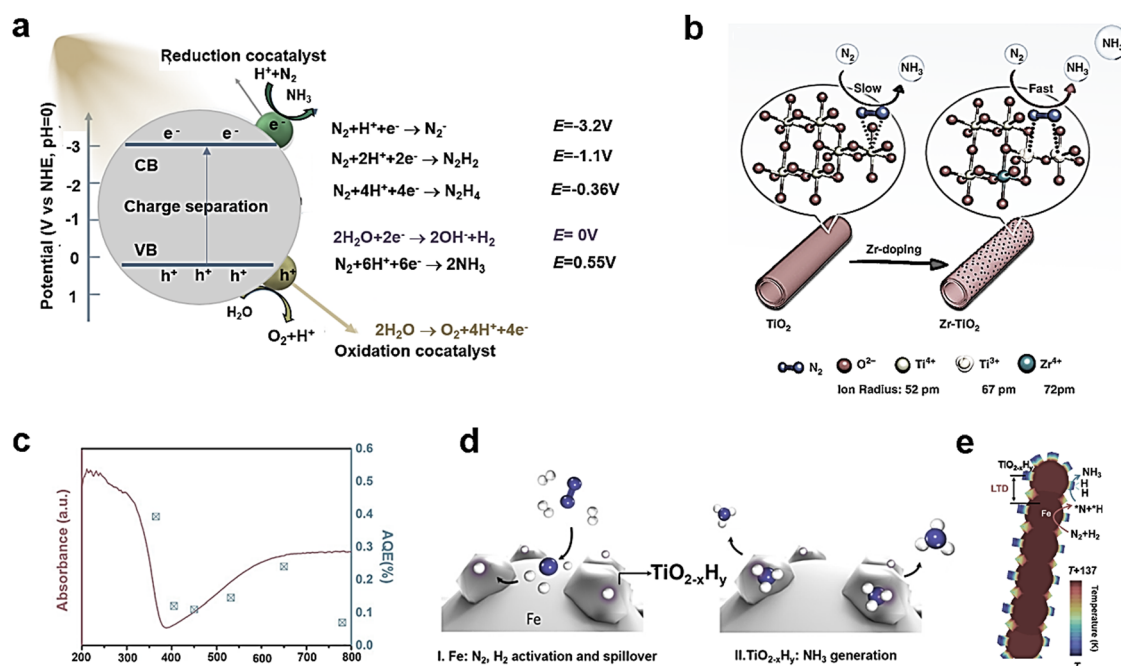 a
Reduction cocatalyst
H⁺+N₂
NH₃
e⁻
e⁻ e⁻
CB
Charge separation
VB
h⁺ h⁺ h⁺
h⁺
H₂O
O₂+H⁺
Potential (V vs NHE, pH=0)
-3
-2
-1
0
1
N₂+H⁺+e⁻ → N₂⁻ E=-3.2V
N₂+2H⁺+2e⁻ → N₂H₂ E=-1.1V
N₂+4H⁺+4e⁻ → N₂H₄ E=-0.36V
2H₂O+2e⁻ → 2OH⁻+H₂ E= 0V
N₂+6H⁺+6e⁻ → 2NH₃ E=0.55V
2H₂O → O₂+4H⁺+4e⁻
Oxidation cocatalyst
b
N₂ NH₃
Slow
N₂ NH₃ NH₃
Fast
Zr-doping
TiO₂ Zr-TiO₂
N₂ O²⁻ Ti⁴⁺ Ti³⁺ Zr⁴⁺
Ion Radius: 52 pm 67 pm 72pm
c
Absorbance (a.u.)
200 300 400 500 600 700 800
0.6
0.5
0.4
0.3
0.2
0.1
0.0
AQE(%)
d
Fe
TiO₂₋ₓHᵧ
I. Fe: N₂, H₂ activation and spillover
II.TiO₂₋ₓHᵧ: NH₃ generation
e
TiO₂₋ₓHᵧ
NH₃
H
H
LTD
Fe
*N+*H
N₂+H₂
T+137
Temperature (K)
T